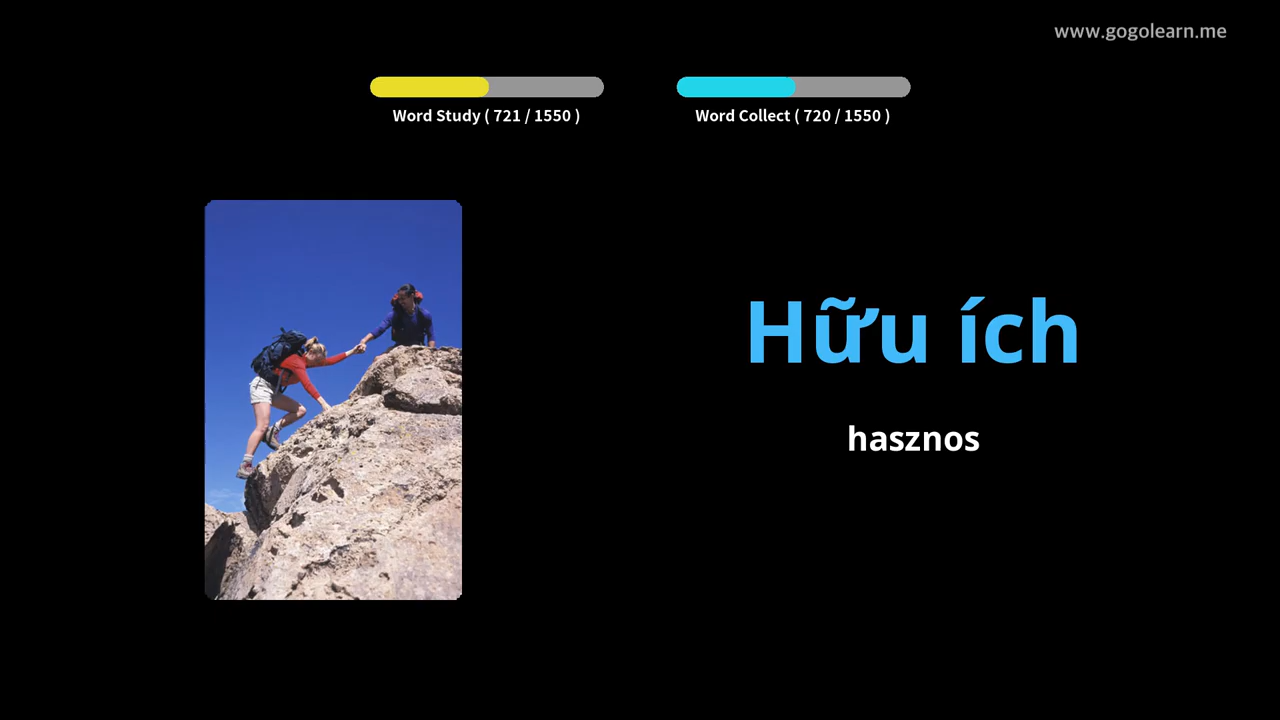 www.gogolearn.me
Word Study ( 721 / 1550 )
Word Collect ( 720 / 1550 )
Hữu ích
hasznos